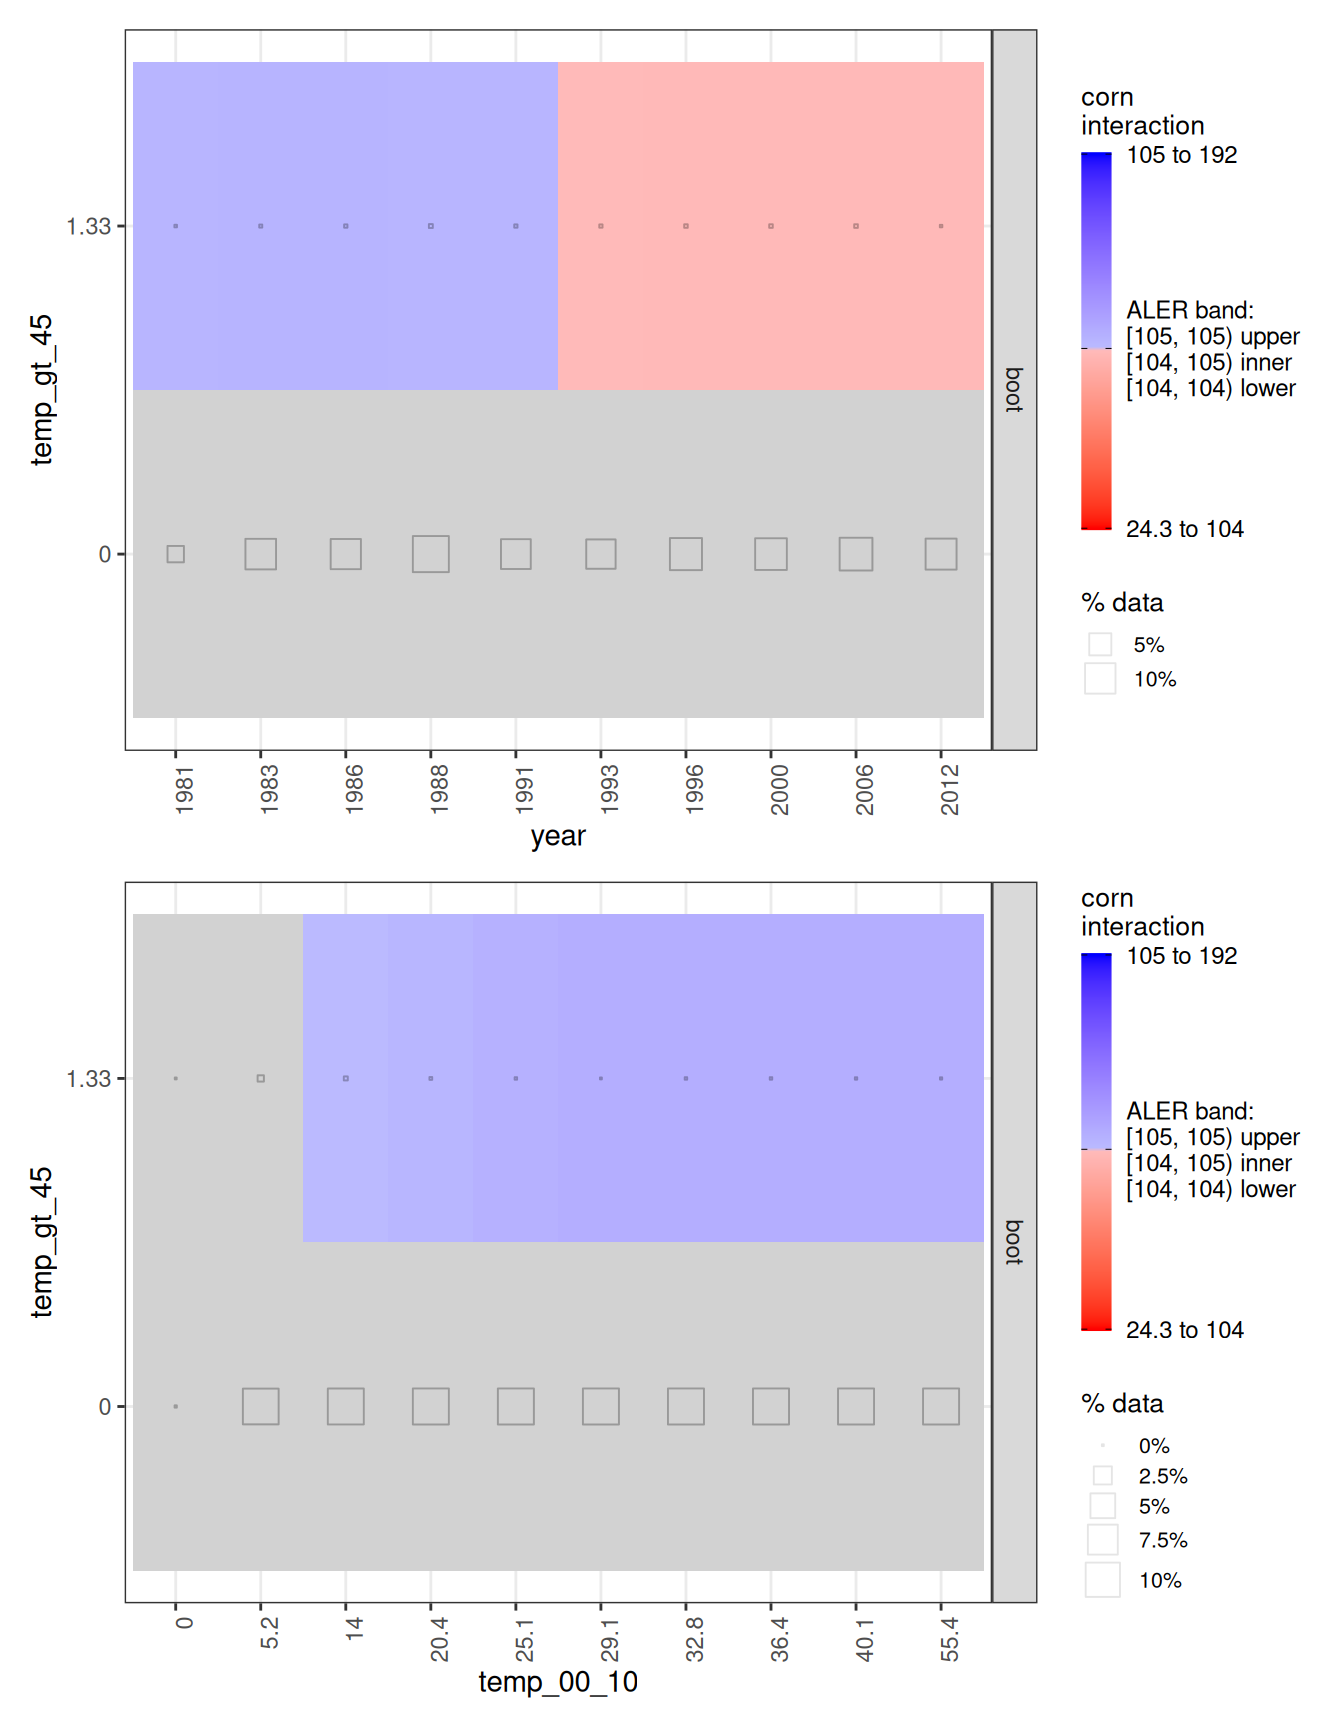 corn
interaction
105 to 192
ALER band:
[105, 105) upper
[104, 105) inner
[104, 104) lower
24.3 to 104
% data
5%
10%
temp_gt_45
1.33
0
boot
1981
1983
1986
1988
1991
1993
1996
2000
2006
2012
year
corn
interaction
105 to 192
ALER band:
[105, 105) upper
[104, 105) inner
[104, 104) lower
24.3 to 104
% data
0%
2.5%
5%
7.5%
10%
temp_gt_45
1.33
0
boot
0
5.2
14
20.4
25.1
29.1
32.8
36.4
40.1
55.4
temp_00_10